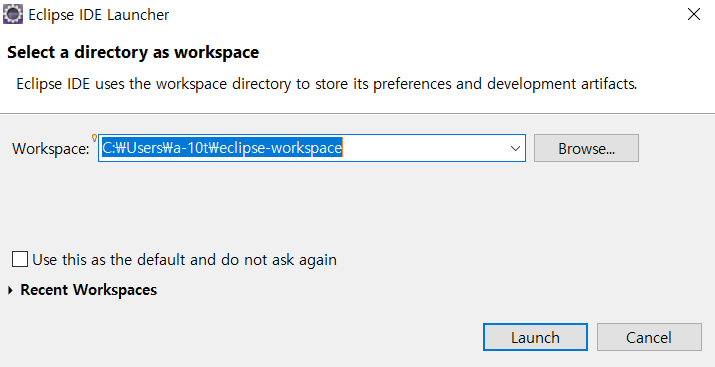 Eclipse IDE Launcher
Select a directory as workspace
Eclipse IDE uses the workspace directory to store its preferences and development artifacts.
Workspace: C:₩Users₩a-10t₩eclipse-workspace Browse...
Use this as the default and do not ask again
Recent Workspaces
Launch Cancel